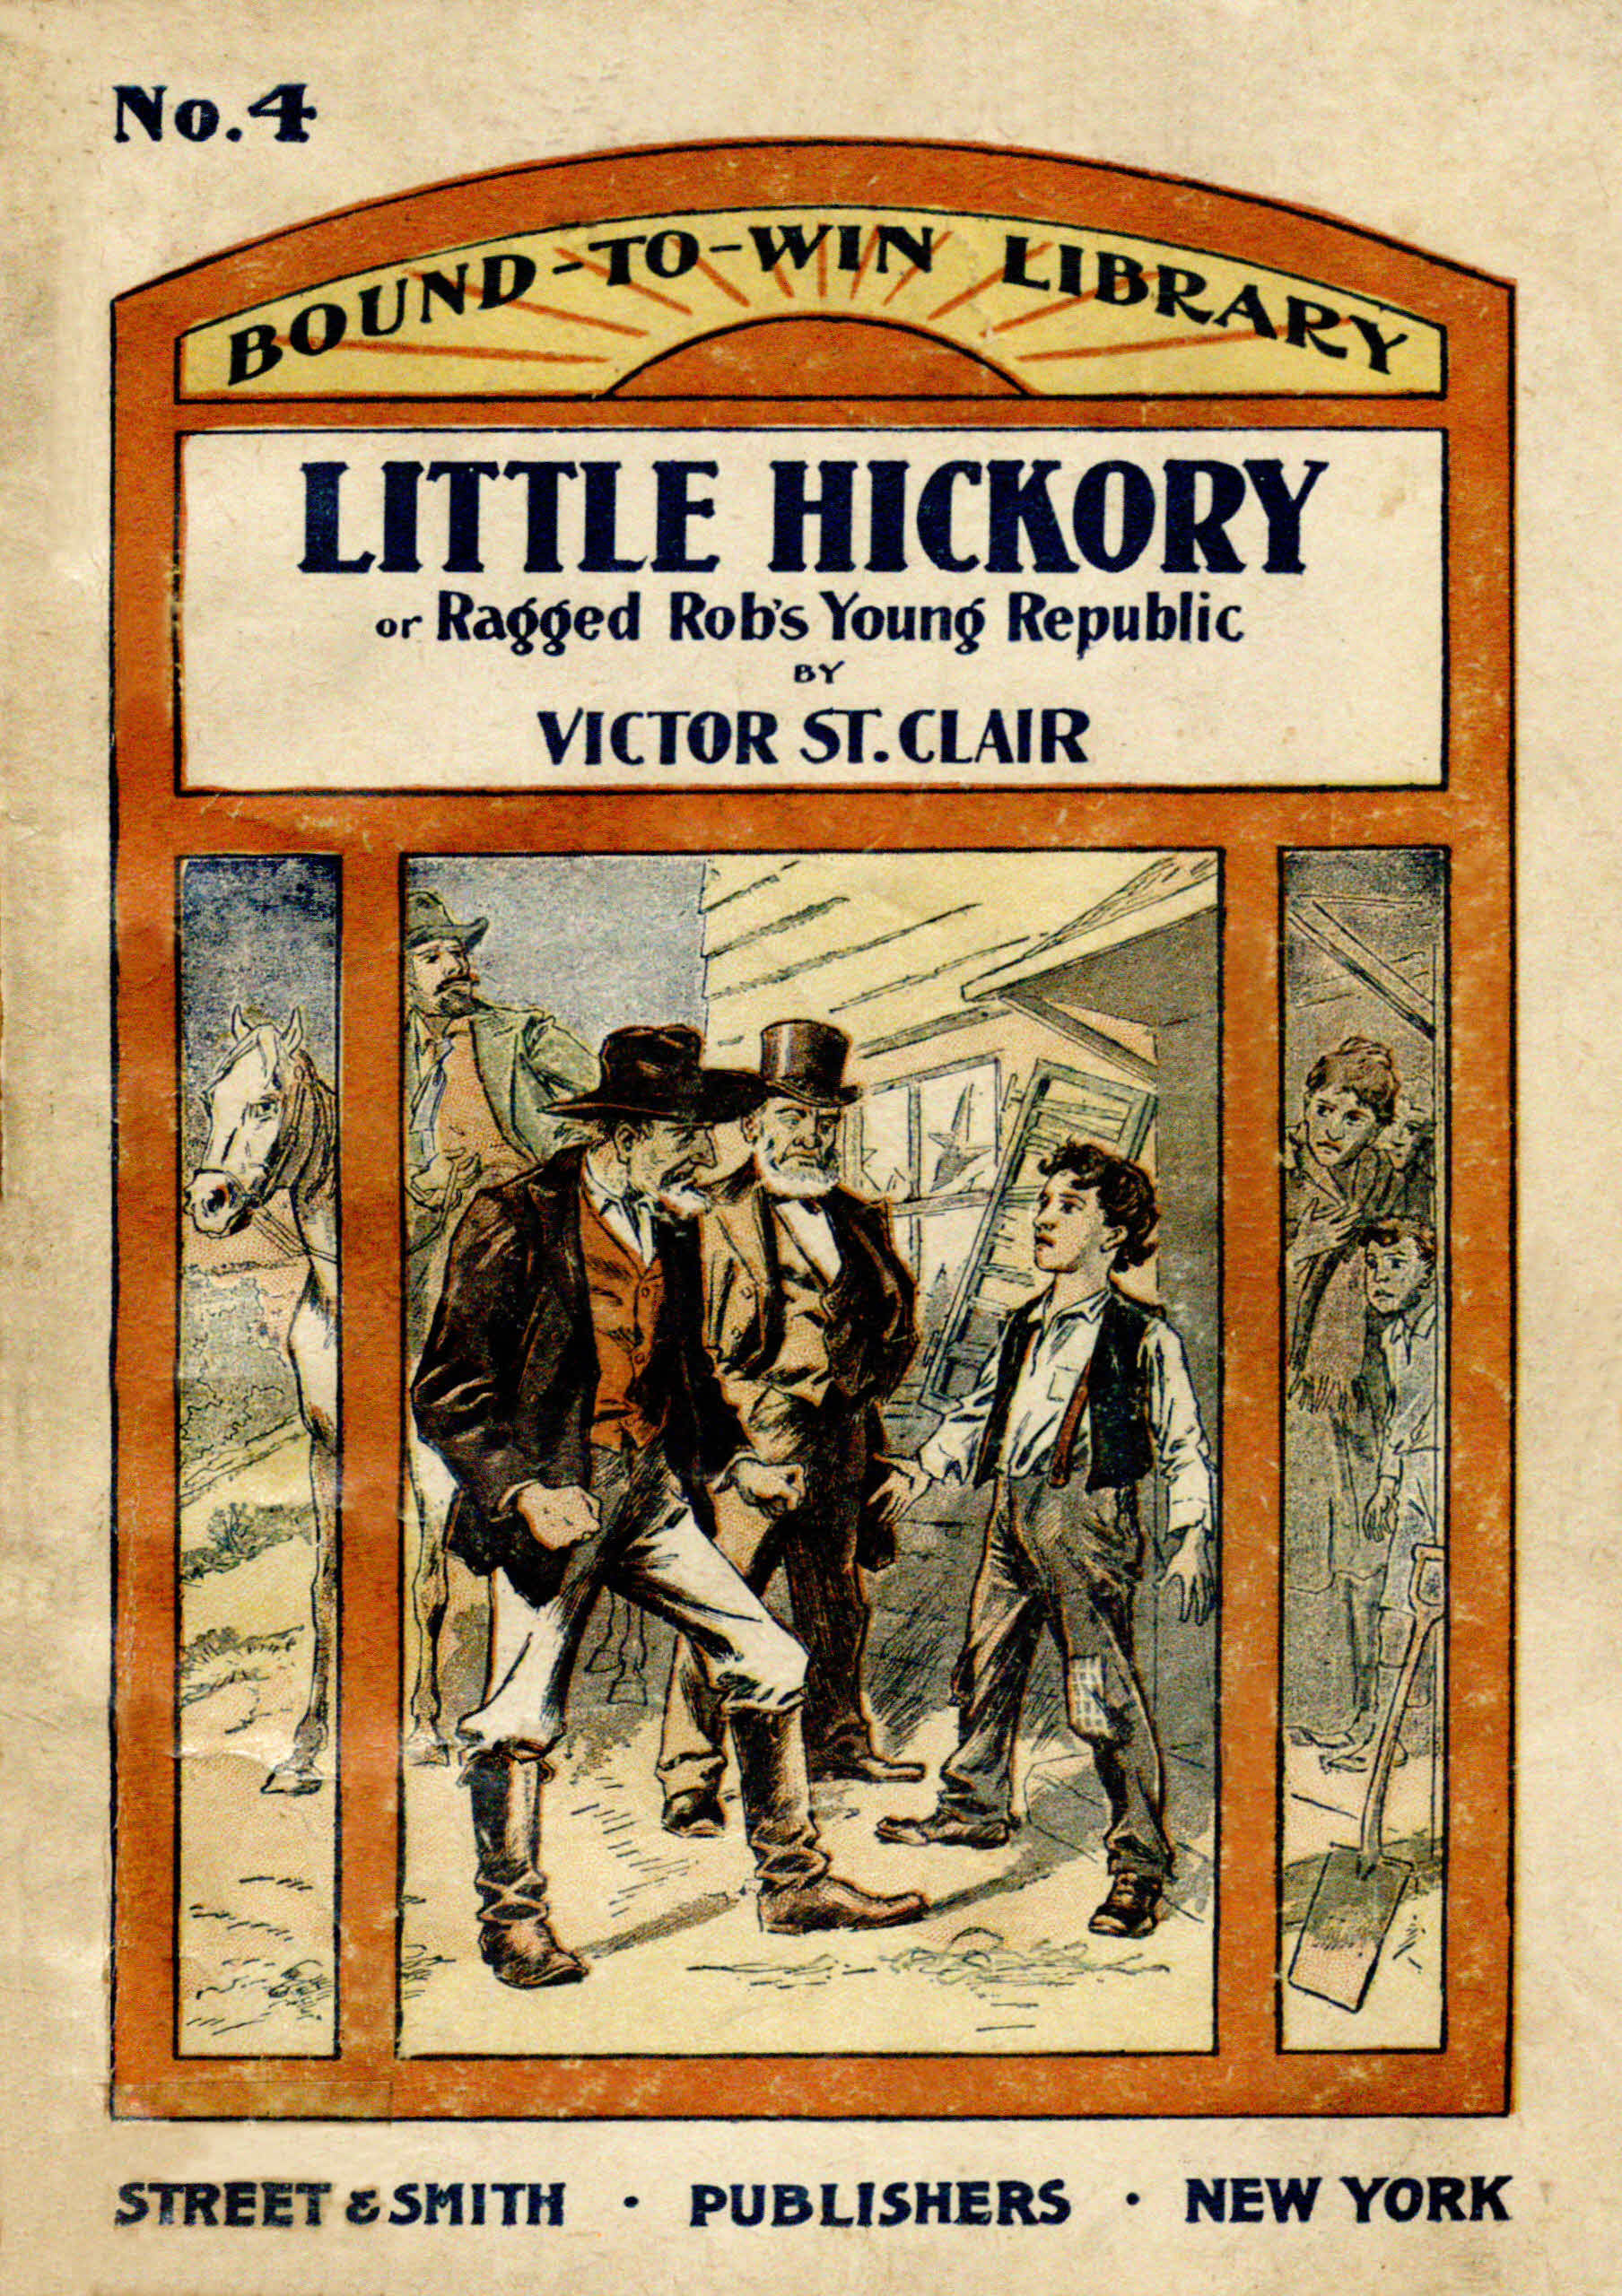 No. 4
BOUND-TO-WIN LIBRARY
LITTLE HICKORY
or Ragged Rob's Young Republic
BY
VICTOR ST. CLAIR
STREET & SMITH · PUBLISHERS · NEW YORK